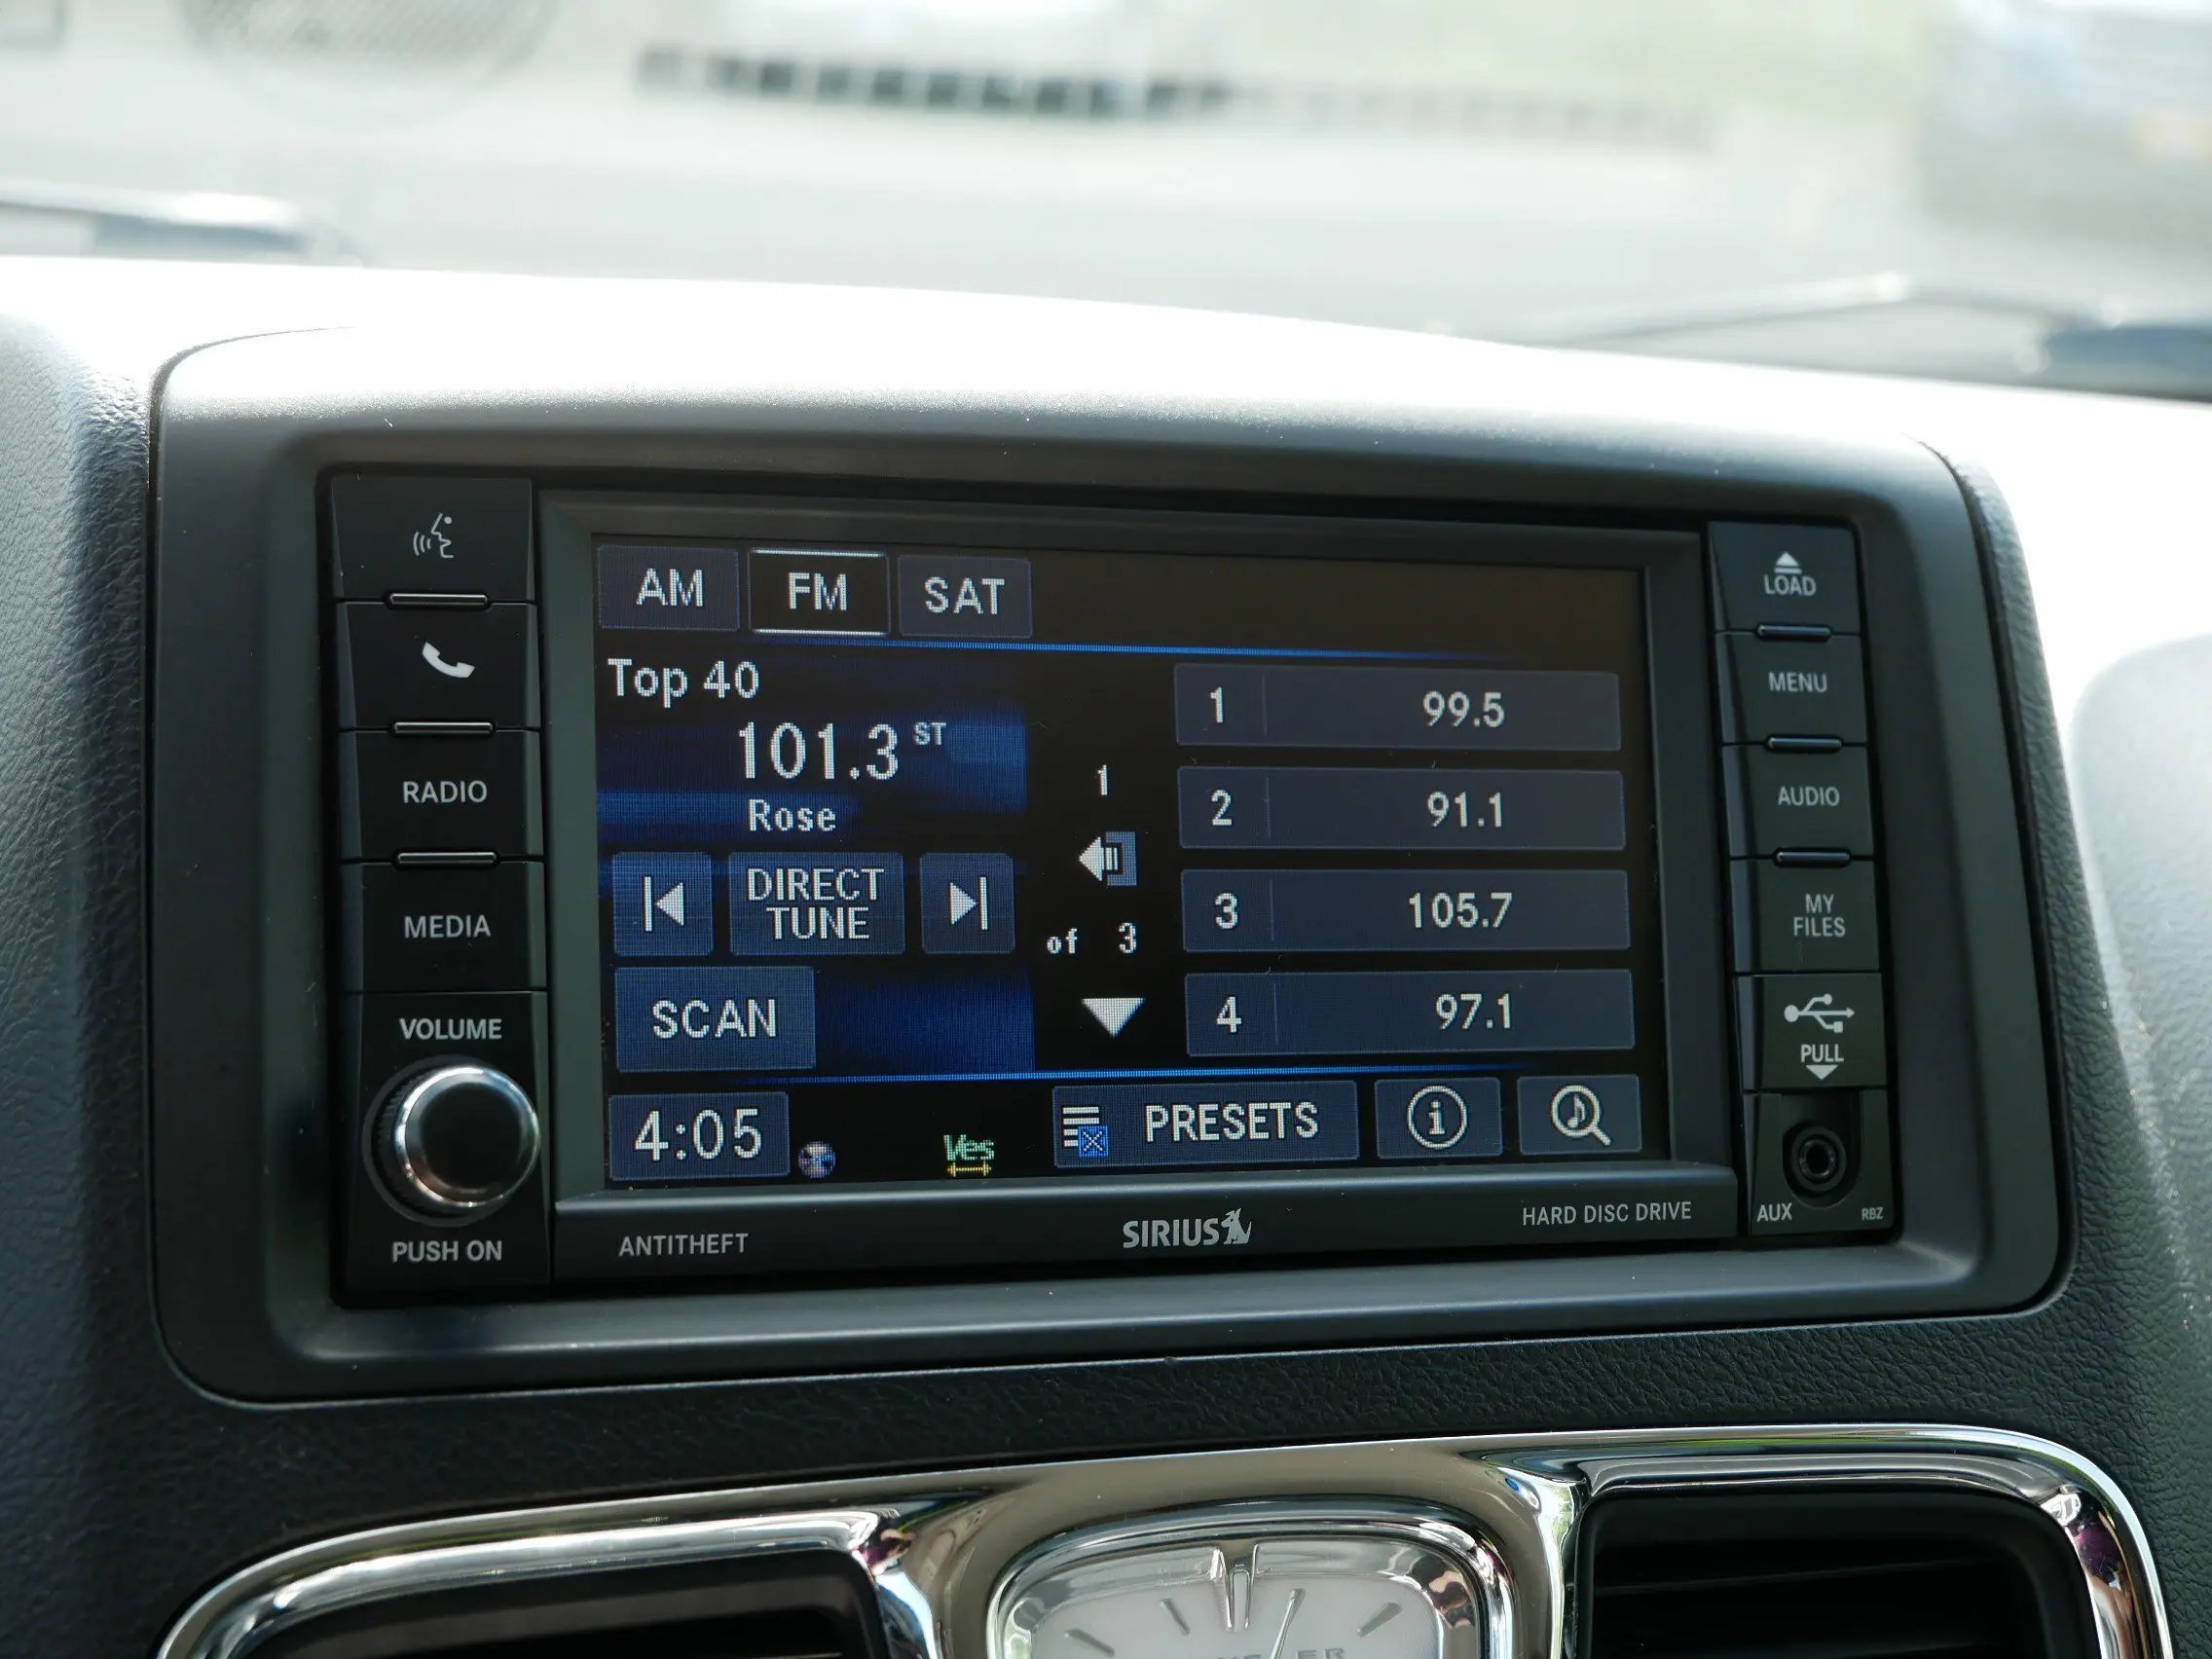 AM FM SAT
Top 40
101.3 ST
Rose
DIRECT
TUNE
SCAN
1
of 3
1 99.5
2 91.1
3 105.7
4 97.1
4:05
Ves
PRESETS
i
RADIO
MEDIA
VOLUME
PUSH ON
LOAD
MENU
AUDIO
MY
FILES
PULL
AUX
RBZ
ANTITHEFT
SIRIUS
HARD DISC DRIVE